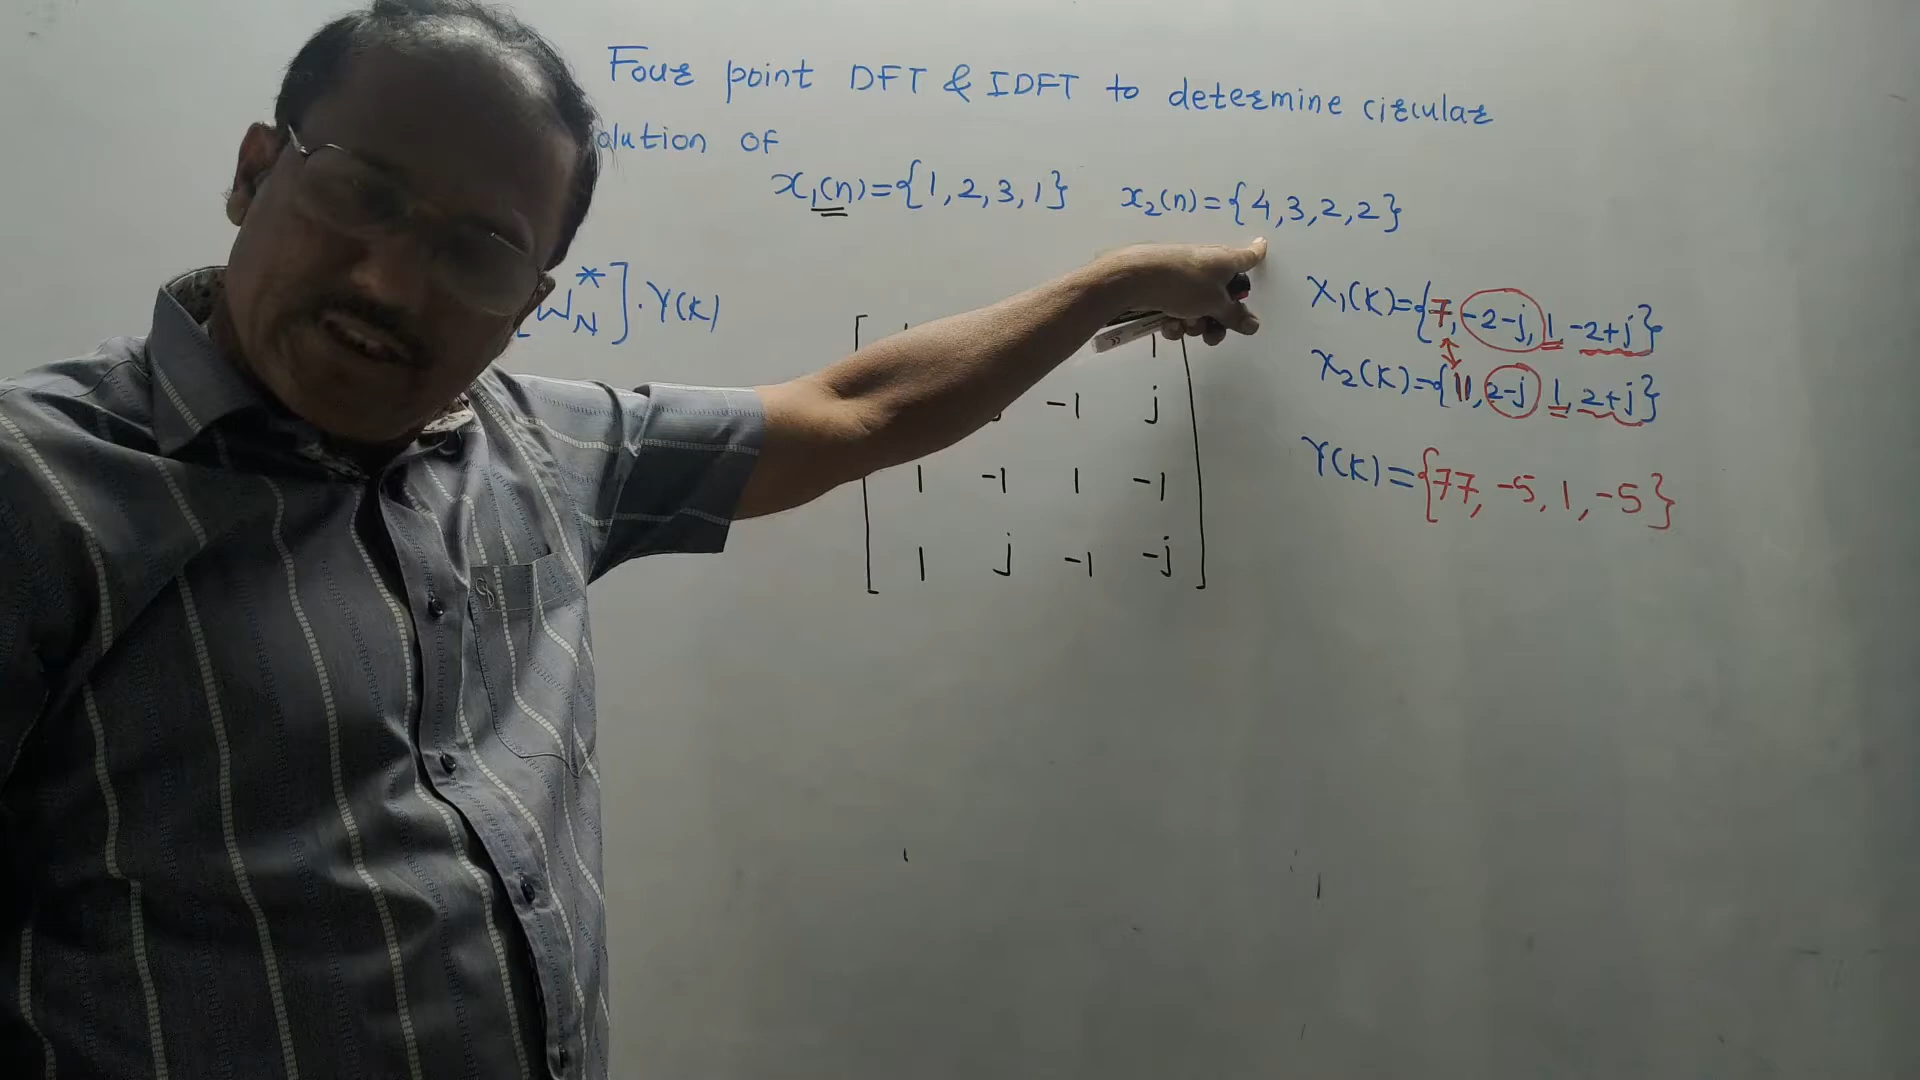 Four point DFT & IDFT to determine circular
olution of
x₁(n)={1,2,3,1} x₂(n)={4,3,2,2}
W_N^*].Y(K)
X₁(K)={7,-2-j,1,-2+j}
X₂(K)={11,2-j,1,2+j}
Y(K)={77,-5,1,-5}
1
-1 j
1 -1 1 -1
1 j -1 -j